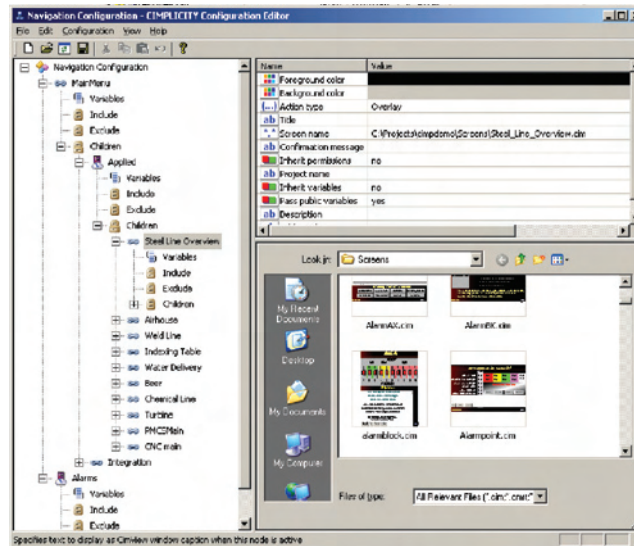 Navigation Configuration - CIMPLICITY Configuration Editor
File Edit Configuration View Help
Navigation Configuration
MainMenu
Variables
Include
Exclude
Children
Applied
Variables
Include
Exclude
Children
Steel Line Overview
Variables
Include
Exclude
Children
Airhouse
Weld Line
Indexing Table
Water Delivery
Beer
Chemical Line
Turbine
PMCSMain
CNC main
Integration
Alarms
Variables
Include
Exclude
Name Value
Foreground color
Background color
Action type Overlay
Title
Screen name C:\Projects\cimpdemo\Screens\Steel_Line_Overview.cim
Confirmation message
Inherit permissions no
Project name
Inherit variables no
Pass public variables yes
Description
Look in: Screens
My Recent Documents
Desktop
My Documents
My Computer
AlarmAX.cim
AlarmBK.cim
alarmblock.cim
Alarmpoint.cim
Files of type: All Relevant Files
Specifies text to display as CimView window caption when this node is active